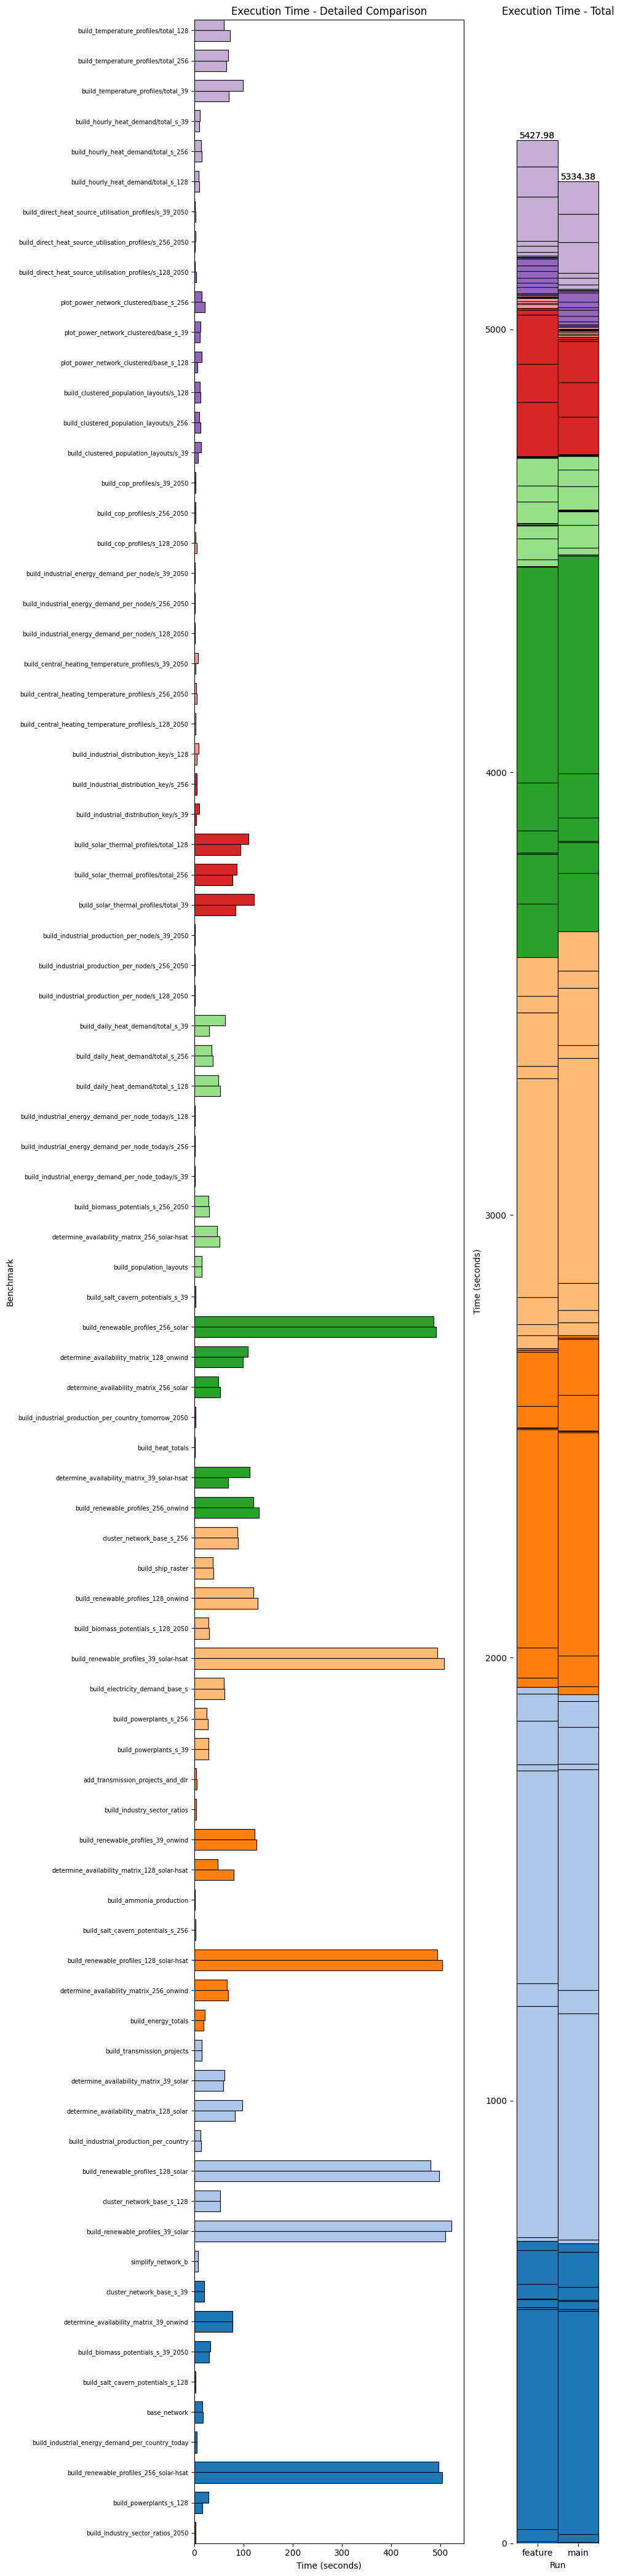 Execution Time - Detailed Comparison
build_temperature_profiles/total_128
build_temperature_profiles/total_256
build_temperature_profiles/total_39
build_hourly_heat_demand/total_s_39
build_hourly_heat_demand/total_s_256
build_hourly_heat_demand/total_s_128
build_direct_heat_source_utilisation_profiles/s_39_2050
build_direct_heat_source_utilisation_profiles/s_256_2050
build_direct_heat_source_utilisation_profiles/s_128_2050
plot_power_network_clustered/base_s_256
plot_power_network_clustered/base_s_39
plot_power_network_clustered/base_s_128
build_clustered_population_layouts/s_128
build_clustered_population_layouts/s_256
build_clustered_population_layouts/s_39
build_cop_profiles/s_39_2050
build_cop_profiles/s_256_2050
build_cop_profiles/s_128_2050
build_industrial_energy_demand_per_node/s_39_2050
build_industrial_energy_demand_per_node/s_256_2050
build_industrial_energy_demand_per_node/s_128_2050
build_central_heating_temperature_profiles/s_39_2050
build_central_heating_temperature_profiles/s_256_2050
build_central_heating_temperature_profiles/s_128_2050
build_industrial_distribution_key/s_128
build_industrial_distribution_key/s_256
build_industrial_distribution_key/s_39
build_solar_thermal_profiles/total_128
build_solar_thermal_profiles/total_256
build_solar_thermal_profiles/total_39
build_industrial_production_per_node/s_39_2050
build_industrial_production_per_node/s_256_2050
build_industrial_production_per_node/s_128_2050
build_daily_heat_demand/total_s_39
build_daily_heat_demand/total_s_256
build_daily_heat_demand/total_s_128
build_industrial_energy_demand_per_node_today/s_128
build_industrial_energy_demand_per_node_today/s_256
build_industrial_energy_demand_per_node_today/s_39
build_biomass_potentials_s_256_2050
determine_availability_matrix_256_solar-hsat
build_population_layouts
build_salt_cavern_potentials_s_39
build_renewable_profiles_256_solar
determine_availability_matrix_128_onwind
determine_availability_matrix_256_solar
build_industrial_production_per_country_tomorrow_2050
build_heat_totals
determine_availability_matrix_39_solar-hsat
build_renewable_profiles_256_onwind
cluster_network_base_s_256
build_ship_raster
build_renewable_profiles_128_onwind
build_biomass_potentials_s_128_2050
build_renewable_profiles_39_solar-hsat
build_electricity_demand_base_s
build_powerplants_s_256
build_powerplants_s_39
add_transmission_projects_and_dlr
build_industry_sector_ratios
build_renewable_profiles_39_onwind
determine_availability_matrix_128_solar-hsat
build_ammonia_production
build_salt_cavern_potentials_s_256
build_renewable_profiles_128_solar-hsat
determine_availability_matrix_256_onwind
build_energy_totals
build_transmission_projects
determine_availability_matrix_39_solar
determine_availability_matrix_128_solar
build_industrial_production_per_country
build_renewable_profiles_128_solar
cluster_network_base_s_128
build_renewable_profiles_39_solar
simplify_network_b
cluster_network_base_s_39
determine_availability_matrix_39_onwind
build_biomass_potentials_s_39_2050
build_salt_cavern_potentials_s_128
base_network
build_industrial_energy_demand_per_country_today
build_renewable_profiles_256_solar-hsat
build_powerplants_s_128
build_industry_sector_ratios_2050
Benchmark
0 100 200 300 400 500
Time (seconds)
Execution Time - Total
5427.98
5334.38
5000
4000
3000
2000
1000
0
Time (seconds)
feature main
Run